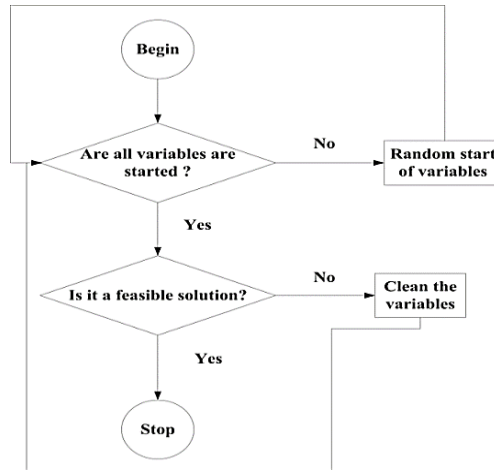 Begin
Are all variables are
started ?
No
Random start
of variables
Yes
Is it a feasible solution?
No
Clean the
variables
Yes
Stop